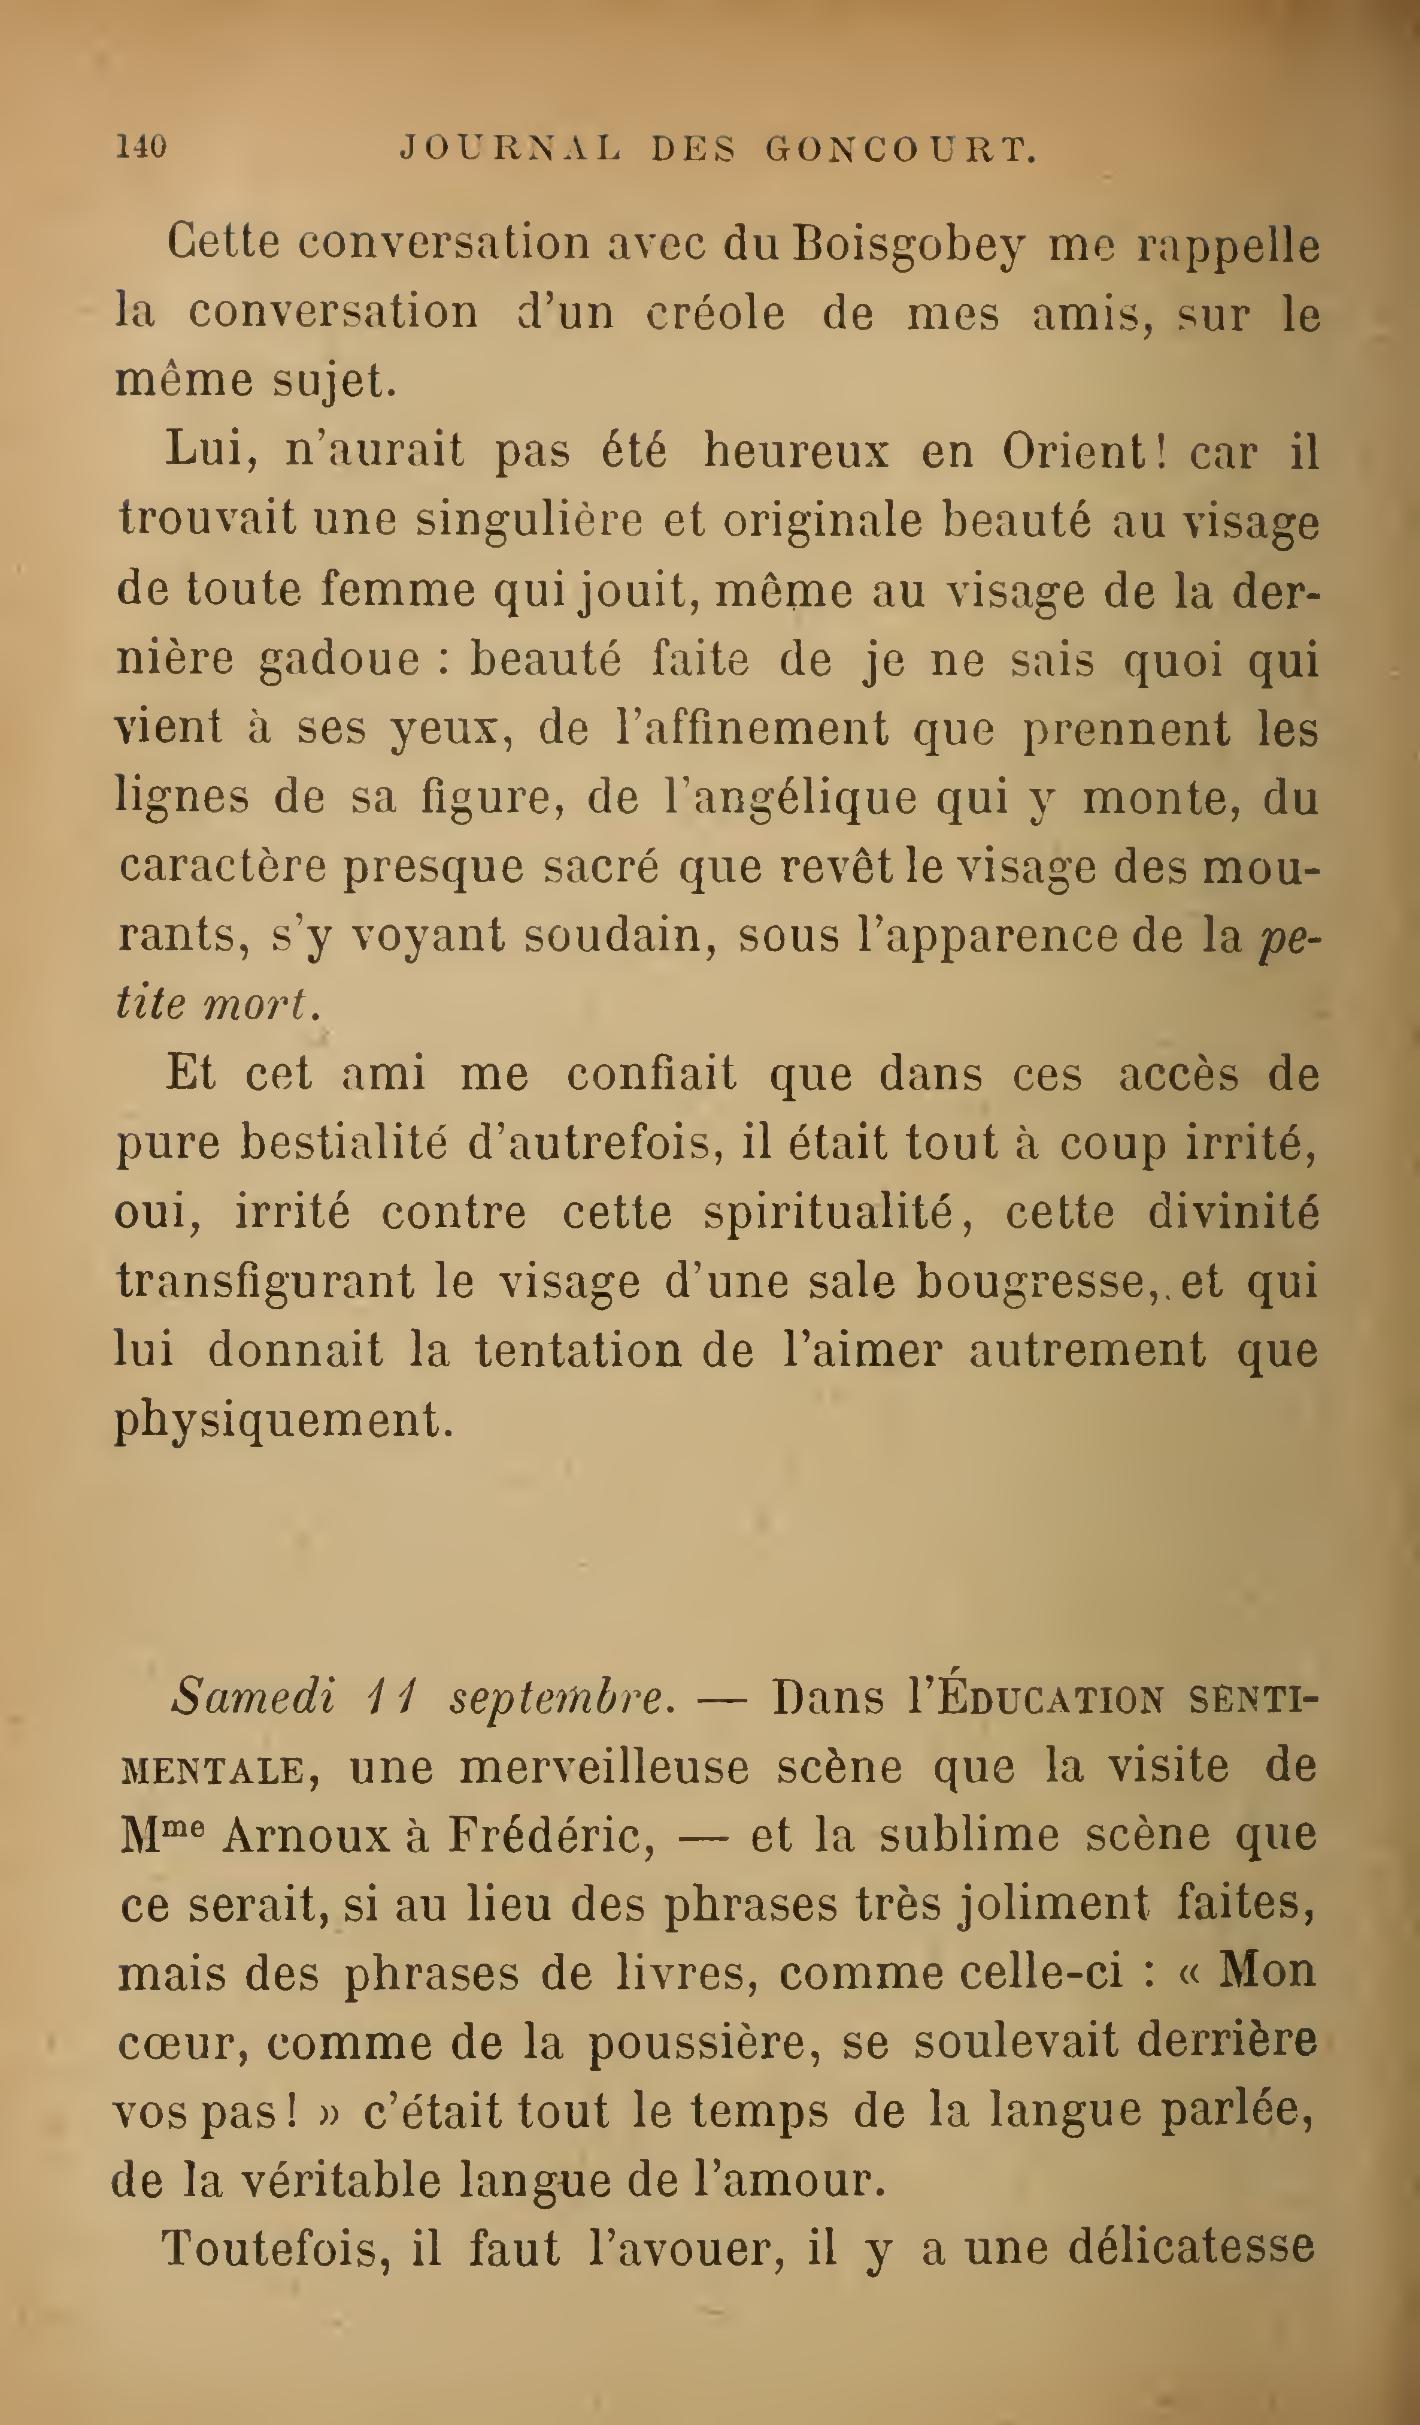 140 JOURNAL DES GONCOURT.
Cette conversation avec du Boisgobey me rappelle
la conversation d'un créole de mes amis, sur le
même sujet.
Lui, n'aurait pas été heureux en Orient! car il
trouvait une singulière et originale beauté au visage
de toute femme qui jouit, même au visage de la der-
nière gadoue : beauté faite de je ne sais quoi qui
vient à ses yeux, de l'affinement que prennent les
lignes de sa figure, de l'angélique qui y monte, du
caractère presque sacré que revêt le visage des mou-
rants, s'y voyant soudain, sous l'apparence de la pe-
tite mort.
Et cet ami me confiait que dans ces accès de
pure bestialité d'autrefois, il était tout à coup irrité,
oui, irrité contre cette spiritualité, cette divinité
transfigurant le visage d'une sale bougresse, et qui
lui donnait la tentation de l'aimer autrement que
physiquement.
Samedi 11 septembre. — Dans l'ÉDUCATION SENTI-
MENTALE, une merveilleuse scène que la visite de
Mme Arnoux à Frédéric, — et la sublime scène que
ce serait, si au lieu des phrases très joliment faites,
mais des phrases de livres, comme celle-ci : « Mon
cœur, comme de la poussière, se soulevait derrière
vos pas! » c'était tout le temps de la langue parlée,
de la véritable langue de l'amour.
Toutefois, il faut l'avouer, il y a une délicatesse